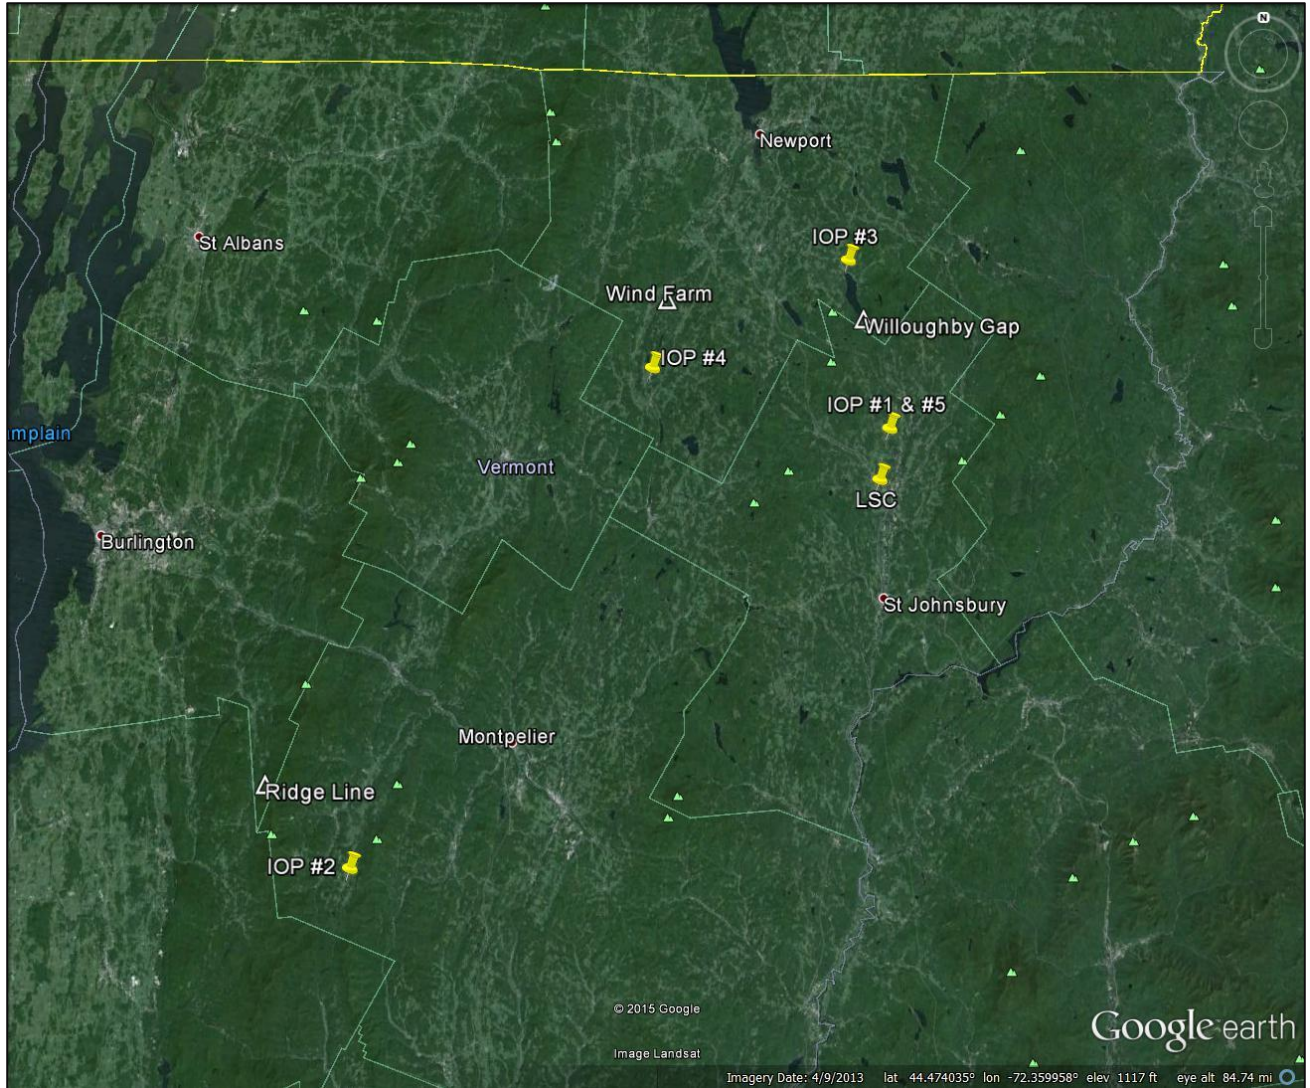 N
Newport
St Albans
IOP #3
Wind Farm
Willoughby Gap
IOP #4
IOP #1 & #5
mplain
Vermont
LSC
Burlington
St Johnsbury
Montpelier
Ridge Line
IOP #2
© 2015 Google
Google earth
Image Landsat
Imagery Date: 4/9/2013 lat 44.474035° lon -72.359958° elev 1117 ft eye alt 84.74 mi